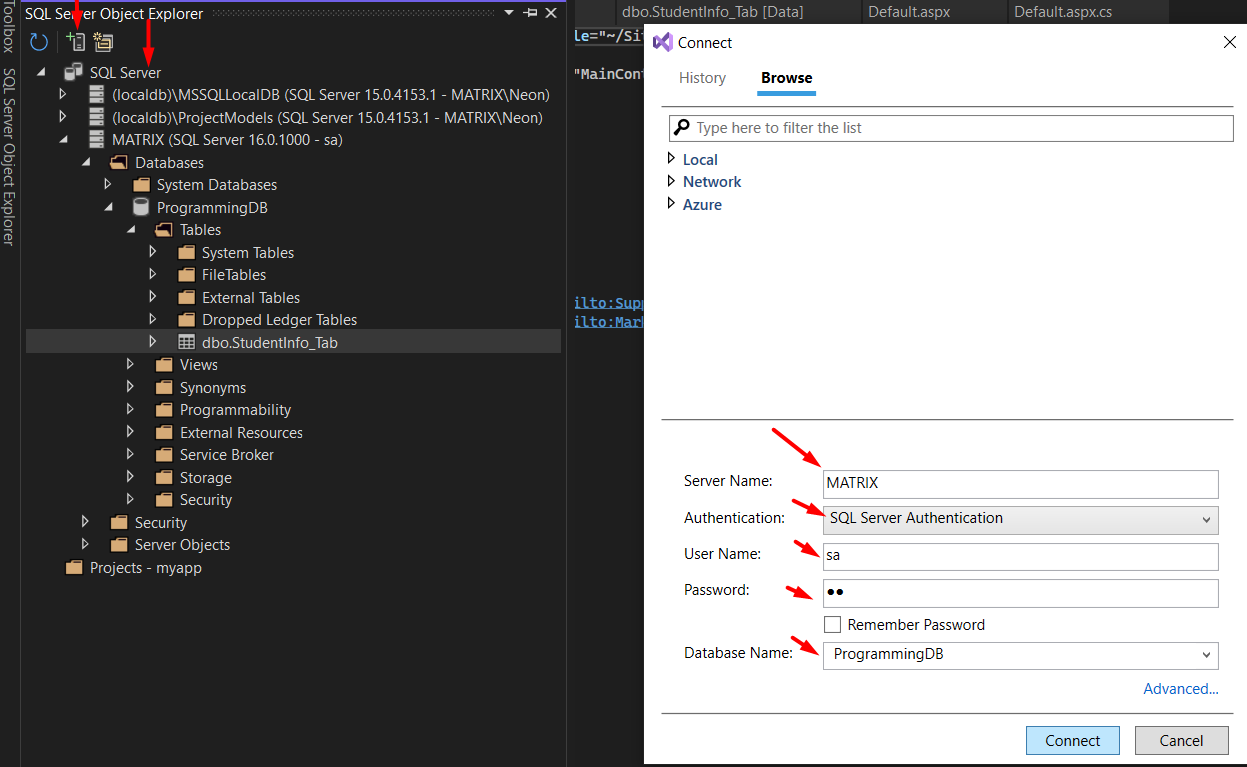 Toolbox
SQL Server Object Explorer
SQL Server Object Explorer
SQL Server
(localdb)\MSSQLLocalDB (SQL Server 15.0.4153.1 - MATRIX\Neon)
(localdb)\ProjectModels (SQL Server 15.0.4153.1 - MATRIX\Neon)
MATRIX (SQL Server 16.0.1000 - sa)
Databases
System Databases
ProgrammingDB
Tables
System Tables
FileTables
External Tables
Dropped Ledger Tables
dbo.StudentInfo_Tab
Views
Synonyms
Programmability
External Resources
Service Broker
Storage
Security
Security
Server Objects
Projects - myapp
dbo.StudentInfo_Tab [Data] Default.aspx Default.aspx.cs
le="~/Sit
"MainCont
ilto:Supp
ilto:Mark
Connect
History Browse
Type here to filter the list
Local
Network
Azure
Server Name: MATRIX
Authentication: SQL Server Authentication
User Name: sa
Password: ●●
Remember Password
Database Name: ProgrammingDB
Advanced...
Connect Cancel